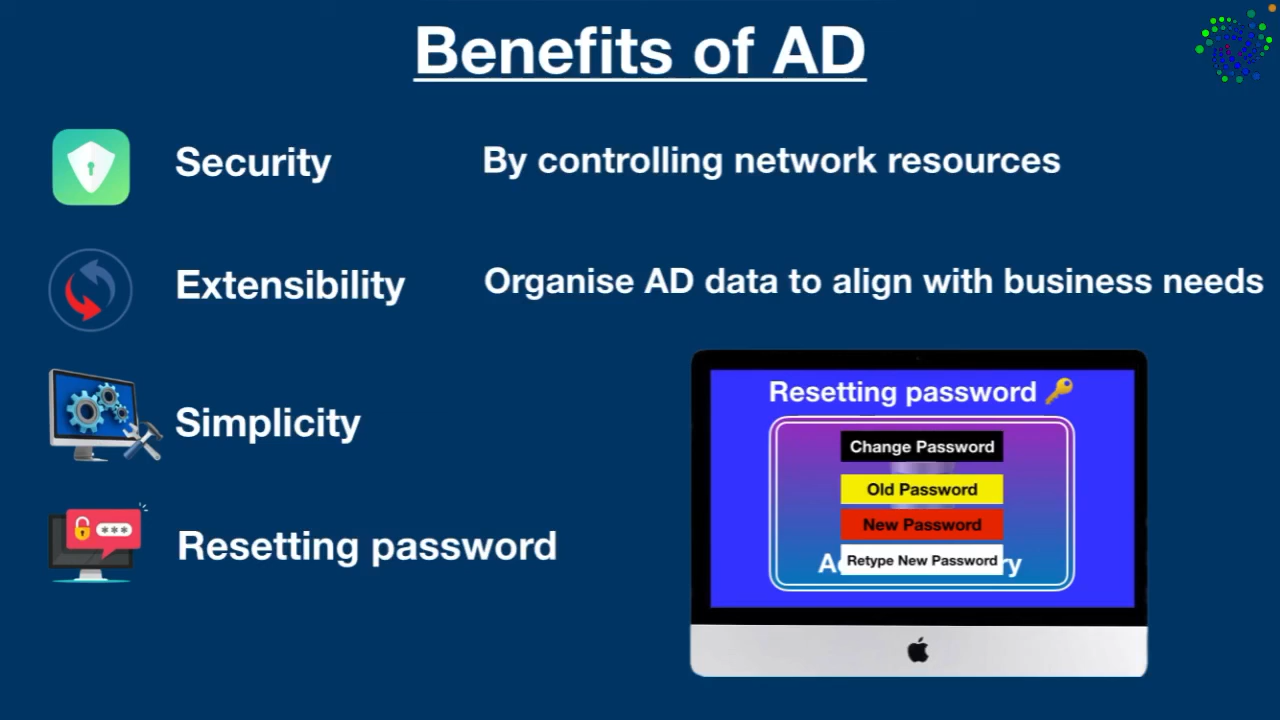 Benefits of AD
Security
By controlling network resources
Extensibility
Organise AD data to align with business needs
Simplicity
Resetting password
Resetting password
Change Password
Old Password
New Password
Retype New Password